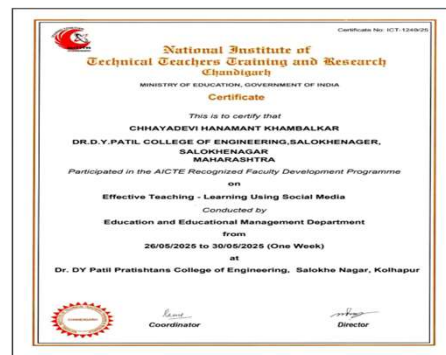 Certificate No. ICT-1249/25
National Institute of
Technical Teachers Training and Research
Chandigarh
MINISTRY OF EDUCATION, GOVERNMENT OF INDIA
Certificate
This is to certify that
CHHAYADEVI HANAMANT KHAMBALKAR
DR.D.Y.PATIL COLLEGE OF ENGINEERING,SALOKHENAGER,
SALOKHENAGAR
MAHARASHTRA
Participated in the AICTE Recognized Faculty Development Programme
on
Effective Teaching - Learning Using Social Media
Conducted by
Education and Educational Management Department
from
26/05/2025 to 30/05/2025 (One Week)
at
Dr. DY Patil Pratishtans College of Engineering, Salokhe Nagar, Kolhapur
Coordinator
Director